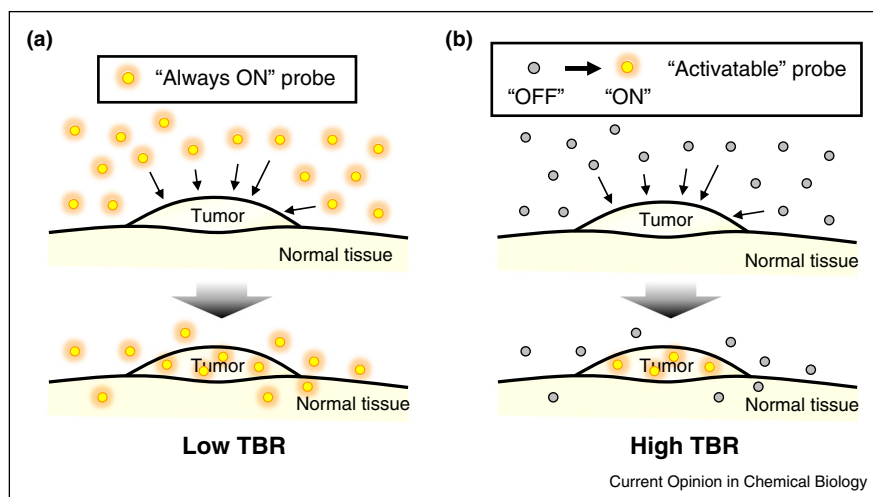 (a)
“Always ON” probe
Tumor
Normal tissue
Tumor
Normal tissue
Low TBR
(b)
“Activatable” probe
“OFF” “ON”
Tumor
Normal tissue
Tumor
Normal tissue
High TBR
Current Opinion in Chemical Biology